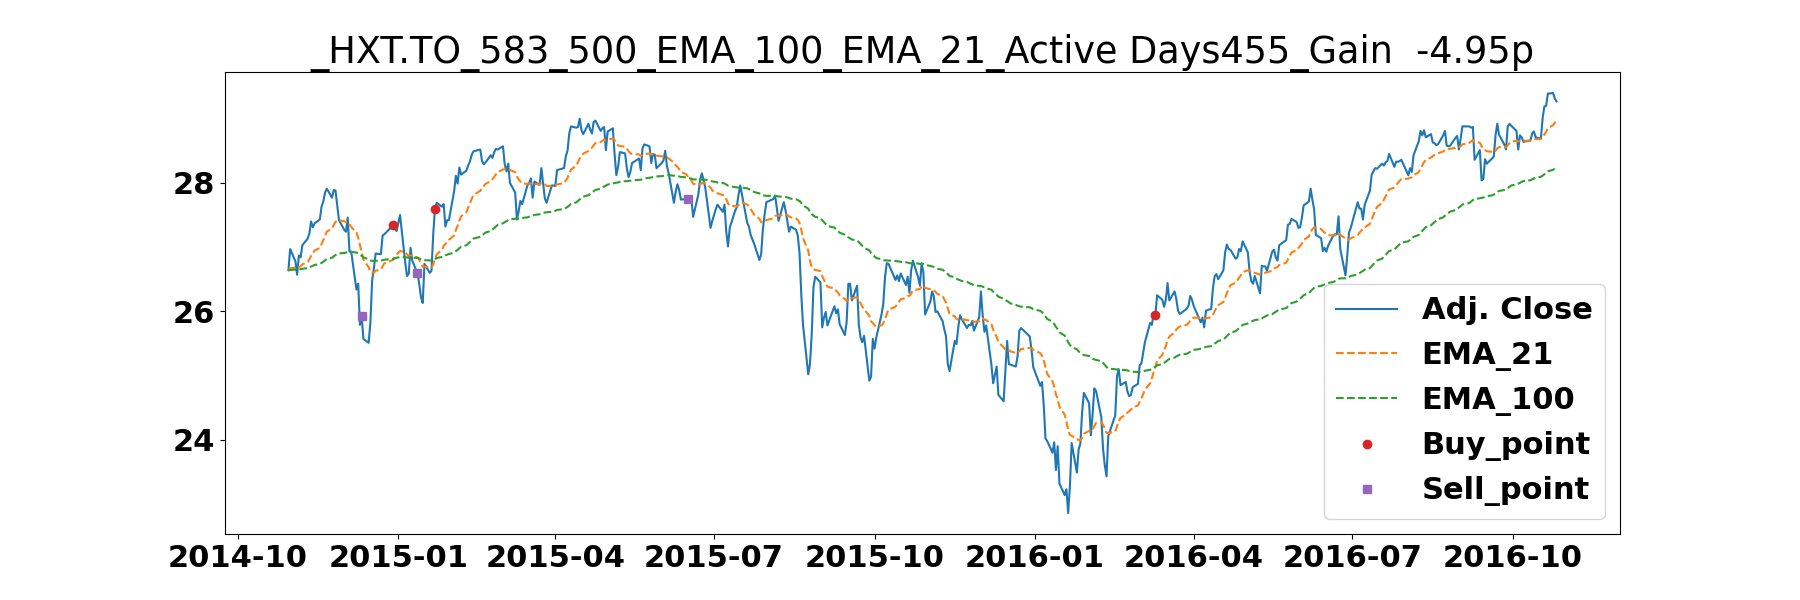 _HXT.TO_583_500_EMA_100_EMA_21_Active Days455_Gain  -4.95p
28
26
24
2014-10 2015-01 2015-04 2015-07 2015-10 2016-01 2016-04 2016-07 2016-10
Adj. Close
EMA_21
EMA_100
Buy_point
Sell_point